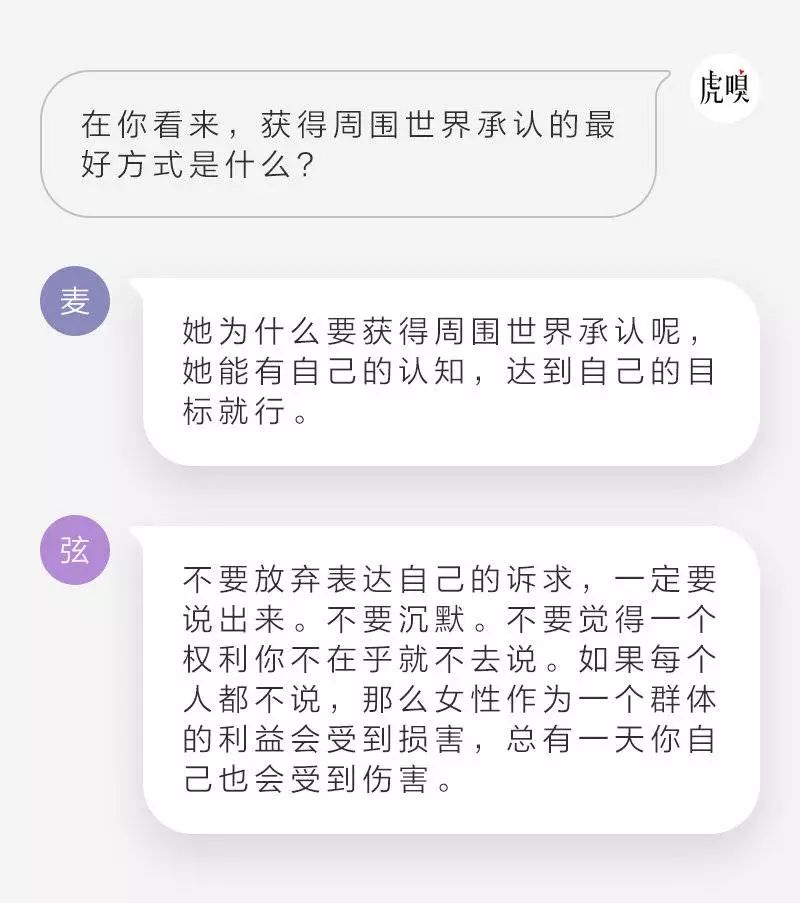 虎嗅
在你看来，获得周围世界承认的最
好方式是什么？
麦
她为什么要获得周围世界承认呢，
她能有自己的认知，达到自己的目
标就行。
弦
不要放弃表达自己的诉求，一定要
说出来。不要沉默。不要觉得一个
权利你不在乎就不去说。如果每个
人都不说，那么女性作为一个群体
的利益会受到损害，总有一天你自
己也会受到伤害。